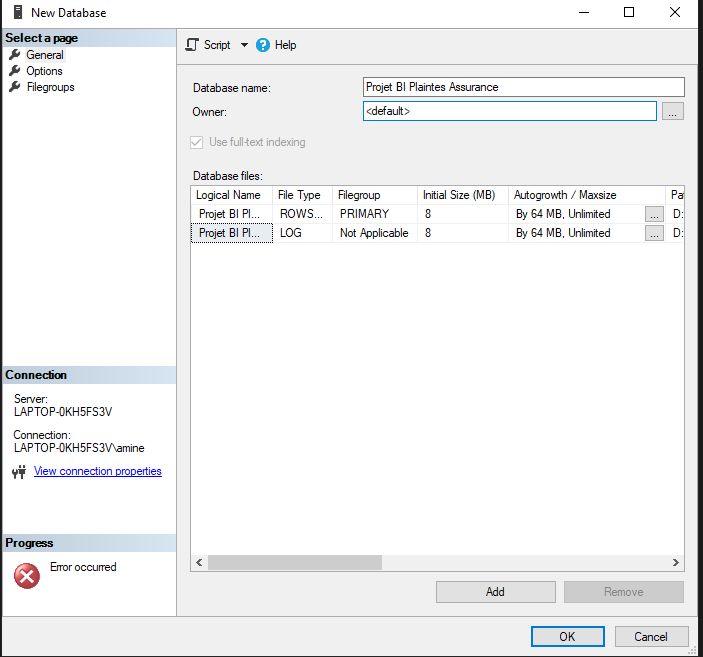 New Database
Select a page
General
Options
Filegroups
Script
Help
Database name:
Projet BI Plaintes Assurance
Owner:
<default>
...
Use full-text indexing
Database files:
Logical Name File Type Filegroup Initial Size (MB) Autogrowth / Maxsize Pa
Projet BI Pl... ROWS... PRIMARY 8 By 64 MB, Unlimited ... D:
Projet BI Pl... LOG Not Applicable 8 By 64 MB, Unlimited ... D:
Connection
Server:
LAPTOP-0KH5FS3V
Connection:
LAPTOP-0KH5FS3V\amine
View connection properties
Progress
Error occurred
Add
Remove
OK
Cancel